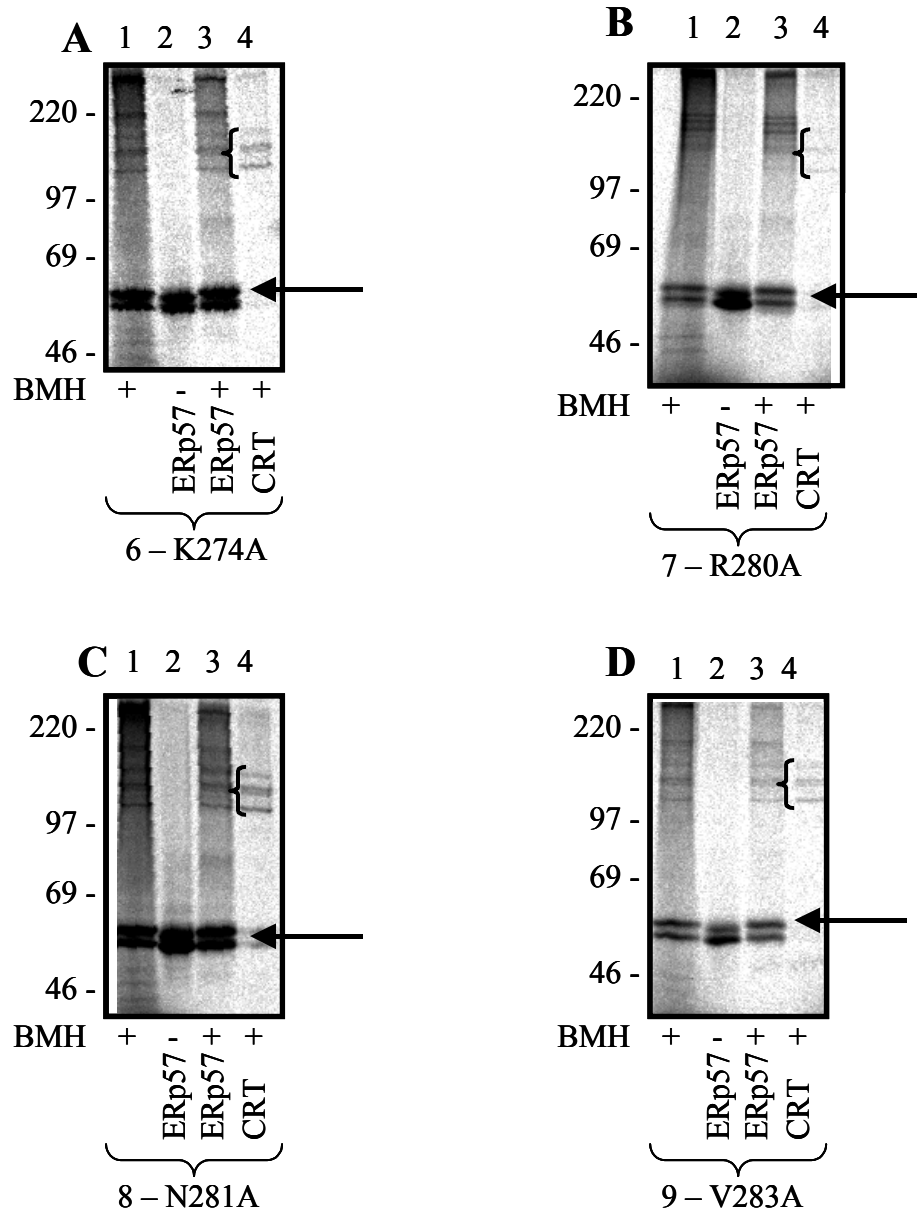 A 1 2 3 4
220 -
97 -
69 -
46 -
BMH + - + +
ERp57 ERp57 CRT
6 – K274A
B 1 2 3 4
220 -
97 -
69 -
46 -
BMH + - + +
ERp57 ERp57 CRT
7 – R280A
C 1 2 3 4
220 -
97 -
69 -
46 -
BMH + - + +
ERp57 ERp57 CRT
8 – N281A
D 1 2 3 4
220 -
97 -
69 -
46 -
BMH + - + +
ERp57 ERp57 CRT
9 – V283A